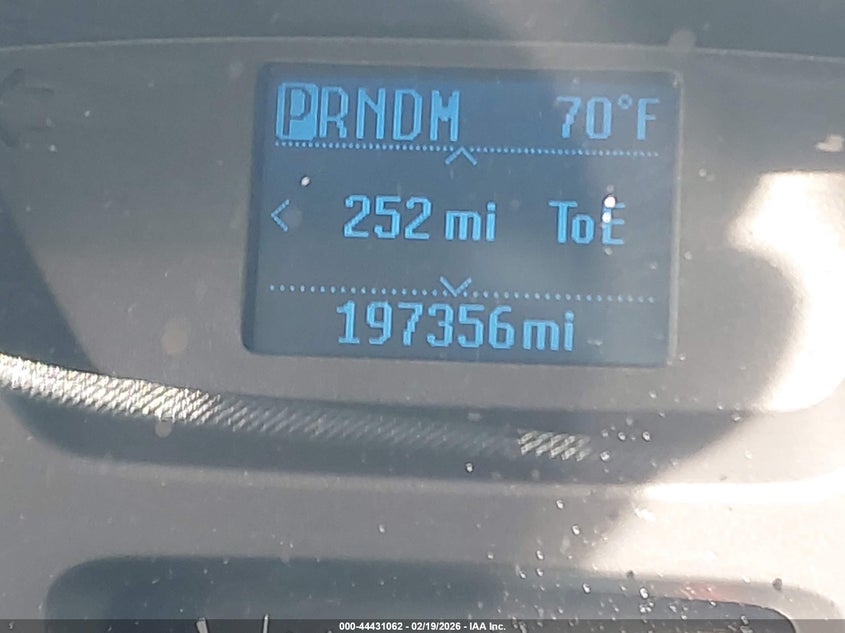 PRNDM 70°F
252 mi ToE
197356mi
000-44431062 - 02/19/2026 - IAA Inc.